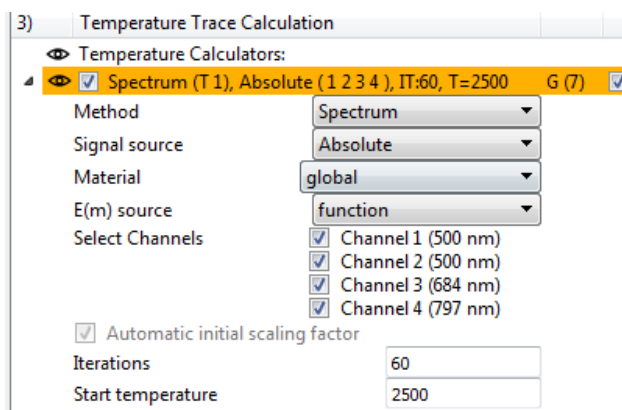 3) Temperature Trace Calculation
Temperature Calculators:
Spectrum (T 1), Absolute ( 1 2 3 4 ), IT:60, T=2500 G (7)
Method Spectrum
Signal source Absolute
Material global
E(m) source function
Select Channels Channel 1 (500 nm)
Channel 2 (500 nm)
Channel 3 (684 nm)
Channel 4 (797 nm)
Automatic initial scaling factor
Iterations 60
Start temperature 2500